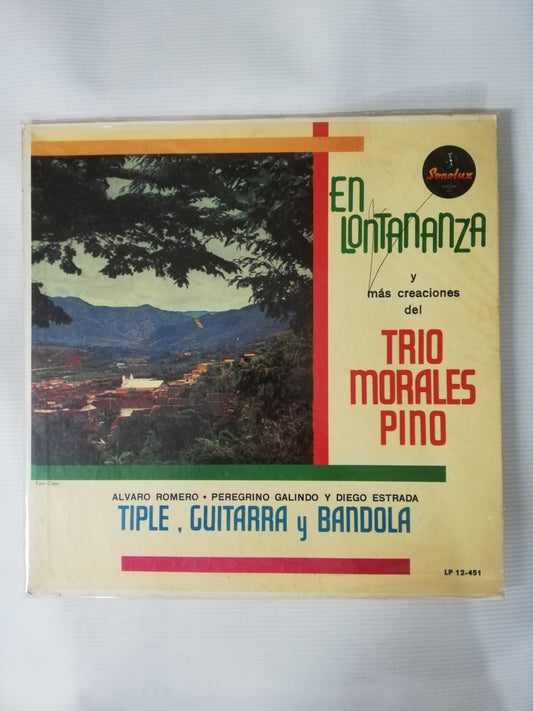 EN
LONTANANZA
Sonolux
y
más creaciones
del
TRIO
MORALES
PINO
Foto Color
ALVARO ROMERO • PEREGRINO GALINDO Y DIEGO ESTRADA
TIPLE, GUITARRA y BANDOLA
LP 12-451